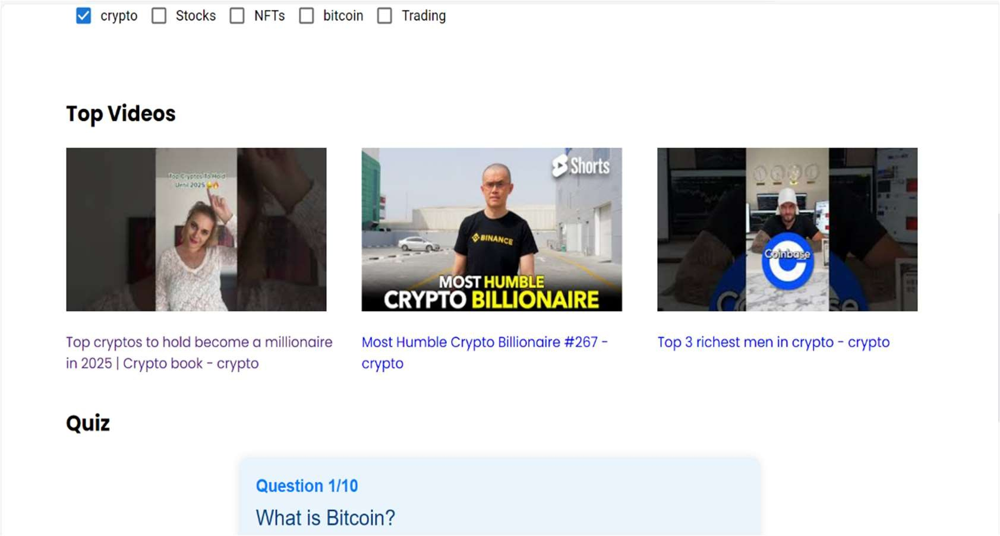 crypto Stocks NFTs bitcoin Trading
Top Videos
Top Cryptos To Hold
Until 2025
Shorts
BINANCE
MOST HUMBLE
CRYPTO BILLIONAIRE
Coinbase
Top cryptos to hold become a millionaire
in 2025 | Crypto book - crypto
Most Humble Crypto Billionaire #267 -
crypto
Top 3 richest men in crypto - crypto
Quiz
Question 1/10
What is Bitcoin?